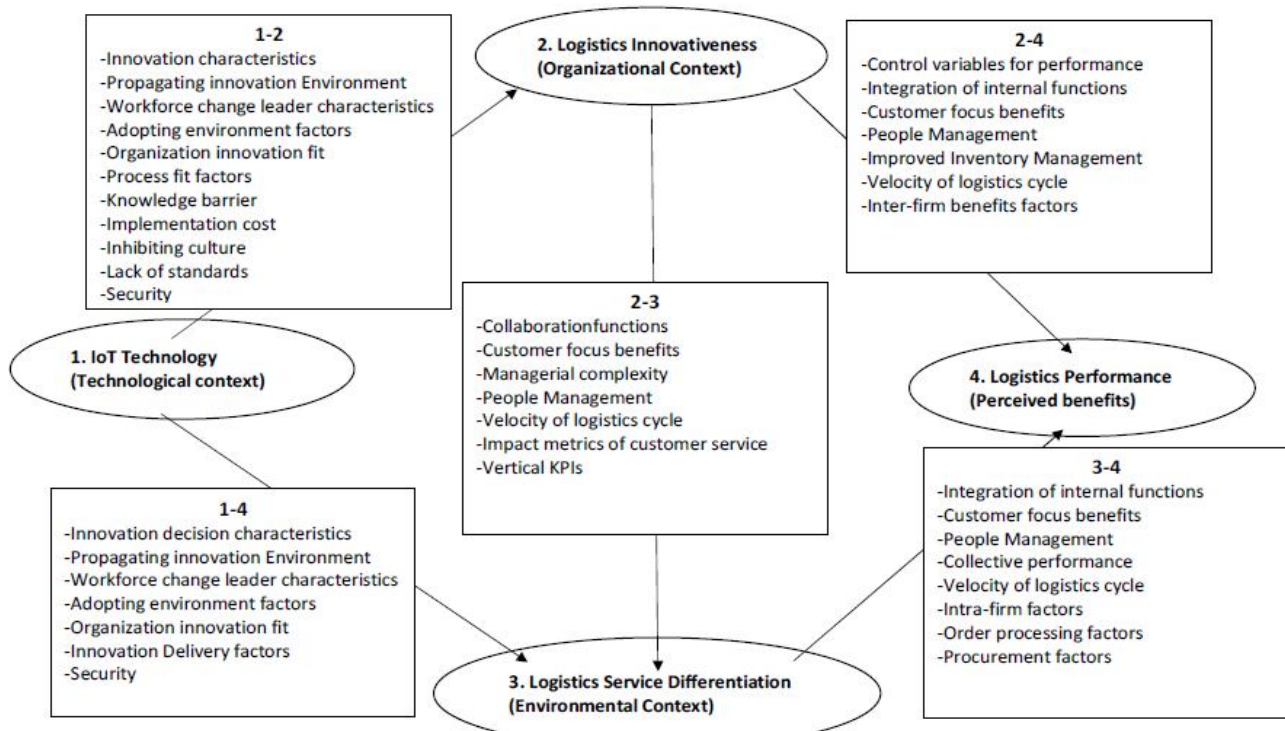 1-2
-Innovation characteristics
-Propagating innovation Environment
-Workforce change leader characteristics
-Adopting environment factors
-Organization innovation fit
-Process fit factors
-Knowledge barrier
-Implementation cost
-Inhibiting culture
-Lack of standards
-Security
2. Logistics Innovativeness
(Organizational Context)
2-4
-Control variables for performance
-Integration of internal functions
-Customer focus benefits
-People Management
-Improved Inventory Management
-Velocity of logistics cycle
-Inter-firm benefits factors
1. IoT Technology
(Technological context)
2-3
-Collaborationfunctions
-Customer focus benefits
-Managerial complexity
-People Management
-Velocity of logistics cycle
-Impact metrics of customer service
-Vertical KPIs
4. Logistics Performance
(Perceived benefits)
1-4
-Innovation decision characteristics
-Propagating innovation Environment
-Workforce change leader characteristics
-Adopting environment factors
-Organization innovation fit
-Innovation Delivery factors
-Security
3. Logistics Service Differentiation
(Environmental Context)
3-4
-Integration of internal functions
-Customer focus benefits
-People Management
-Collective performance
-Velocity of logistics cycle
-Intra-firm factors
-Order processing factors
-Procurement factors